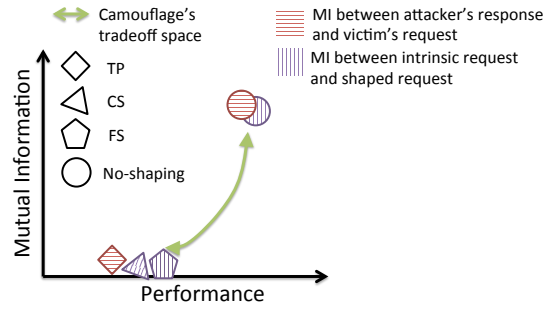 Camouflage's
tradeoff space
MI between attacker's response
and victim's request
MI between intrinsic request
and shaped request
TP
CS
FS
No-shaping
Mutual Information
Performance